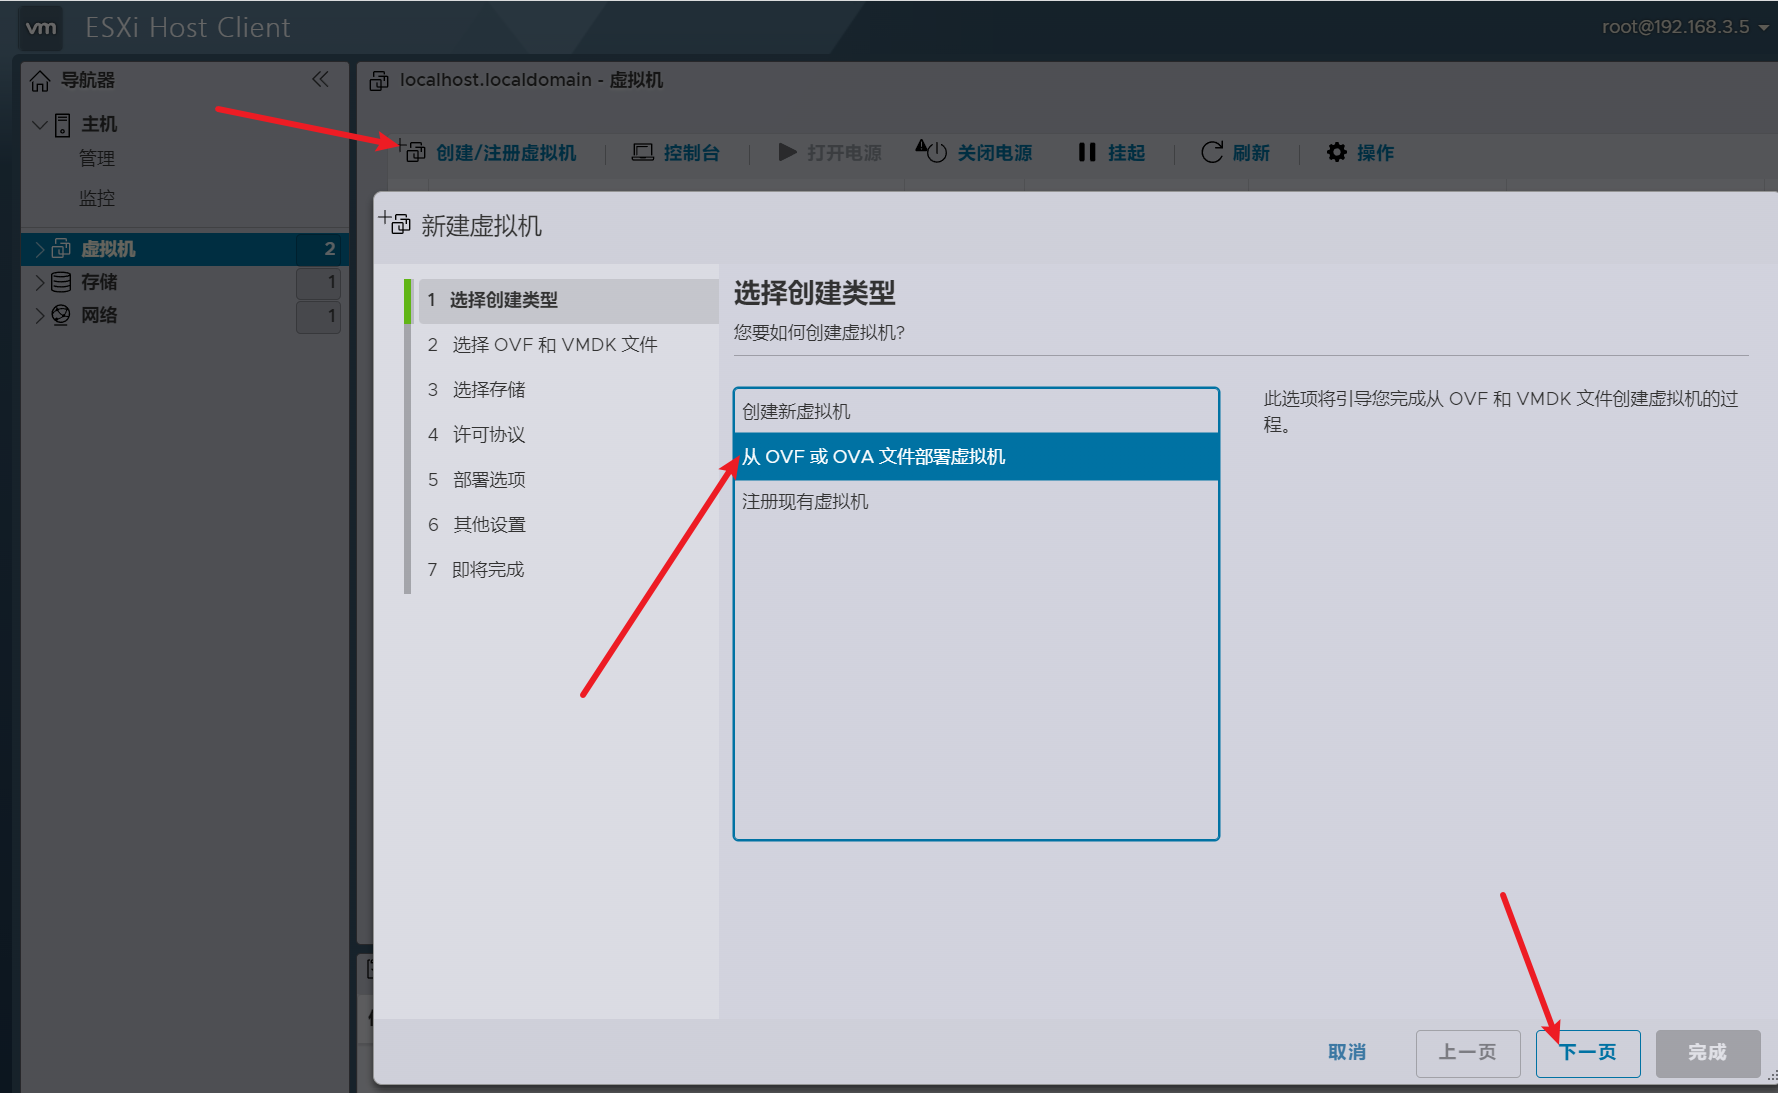 vm ESXi Host Client
root@192.168.3.5
导航器
主机
管理
监控
虚拟机 2
存储 1
网络 1
localhost.localdomain - 虚拟机
创建/注册虚拟机 控制台 打开电源 关闭电源 挂起 刷新 操作
新建虚拟机
1 选择创建类型
2 选择 OVF 和 VMDK 文件
3 选择存储
4 许可协议
5 部署选项
6 其他设置
7 即将完成
选择创建类型
您要如何创建虚拟机?
创建新虚拟机
从 OVF 或 OVA 文件部署虚拟机
注册现有虚拟机
此选项将引导您完成从 OVF 和 VMDK 文件创建虚拟机的过
程。
取消 上一页 下一页 完成